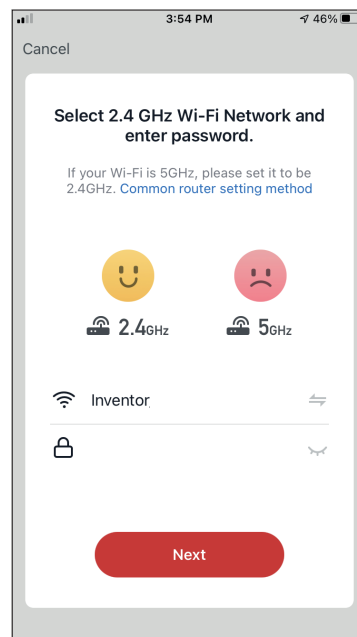 3:54 PM
46%
Cancel
Select 2.4 GHz Wi-Fi Network and
enter password.
If your Wi-Fi is 5GHz, please set it to be
2.4GHz. Common router setting method
2.4GHz
5GHz
Inventor
Next